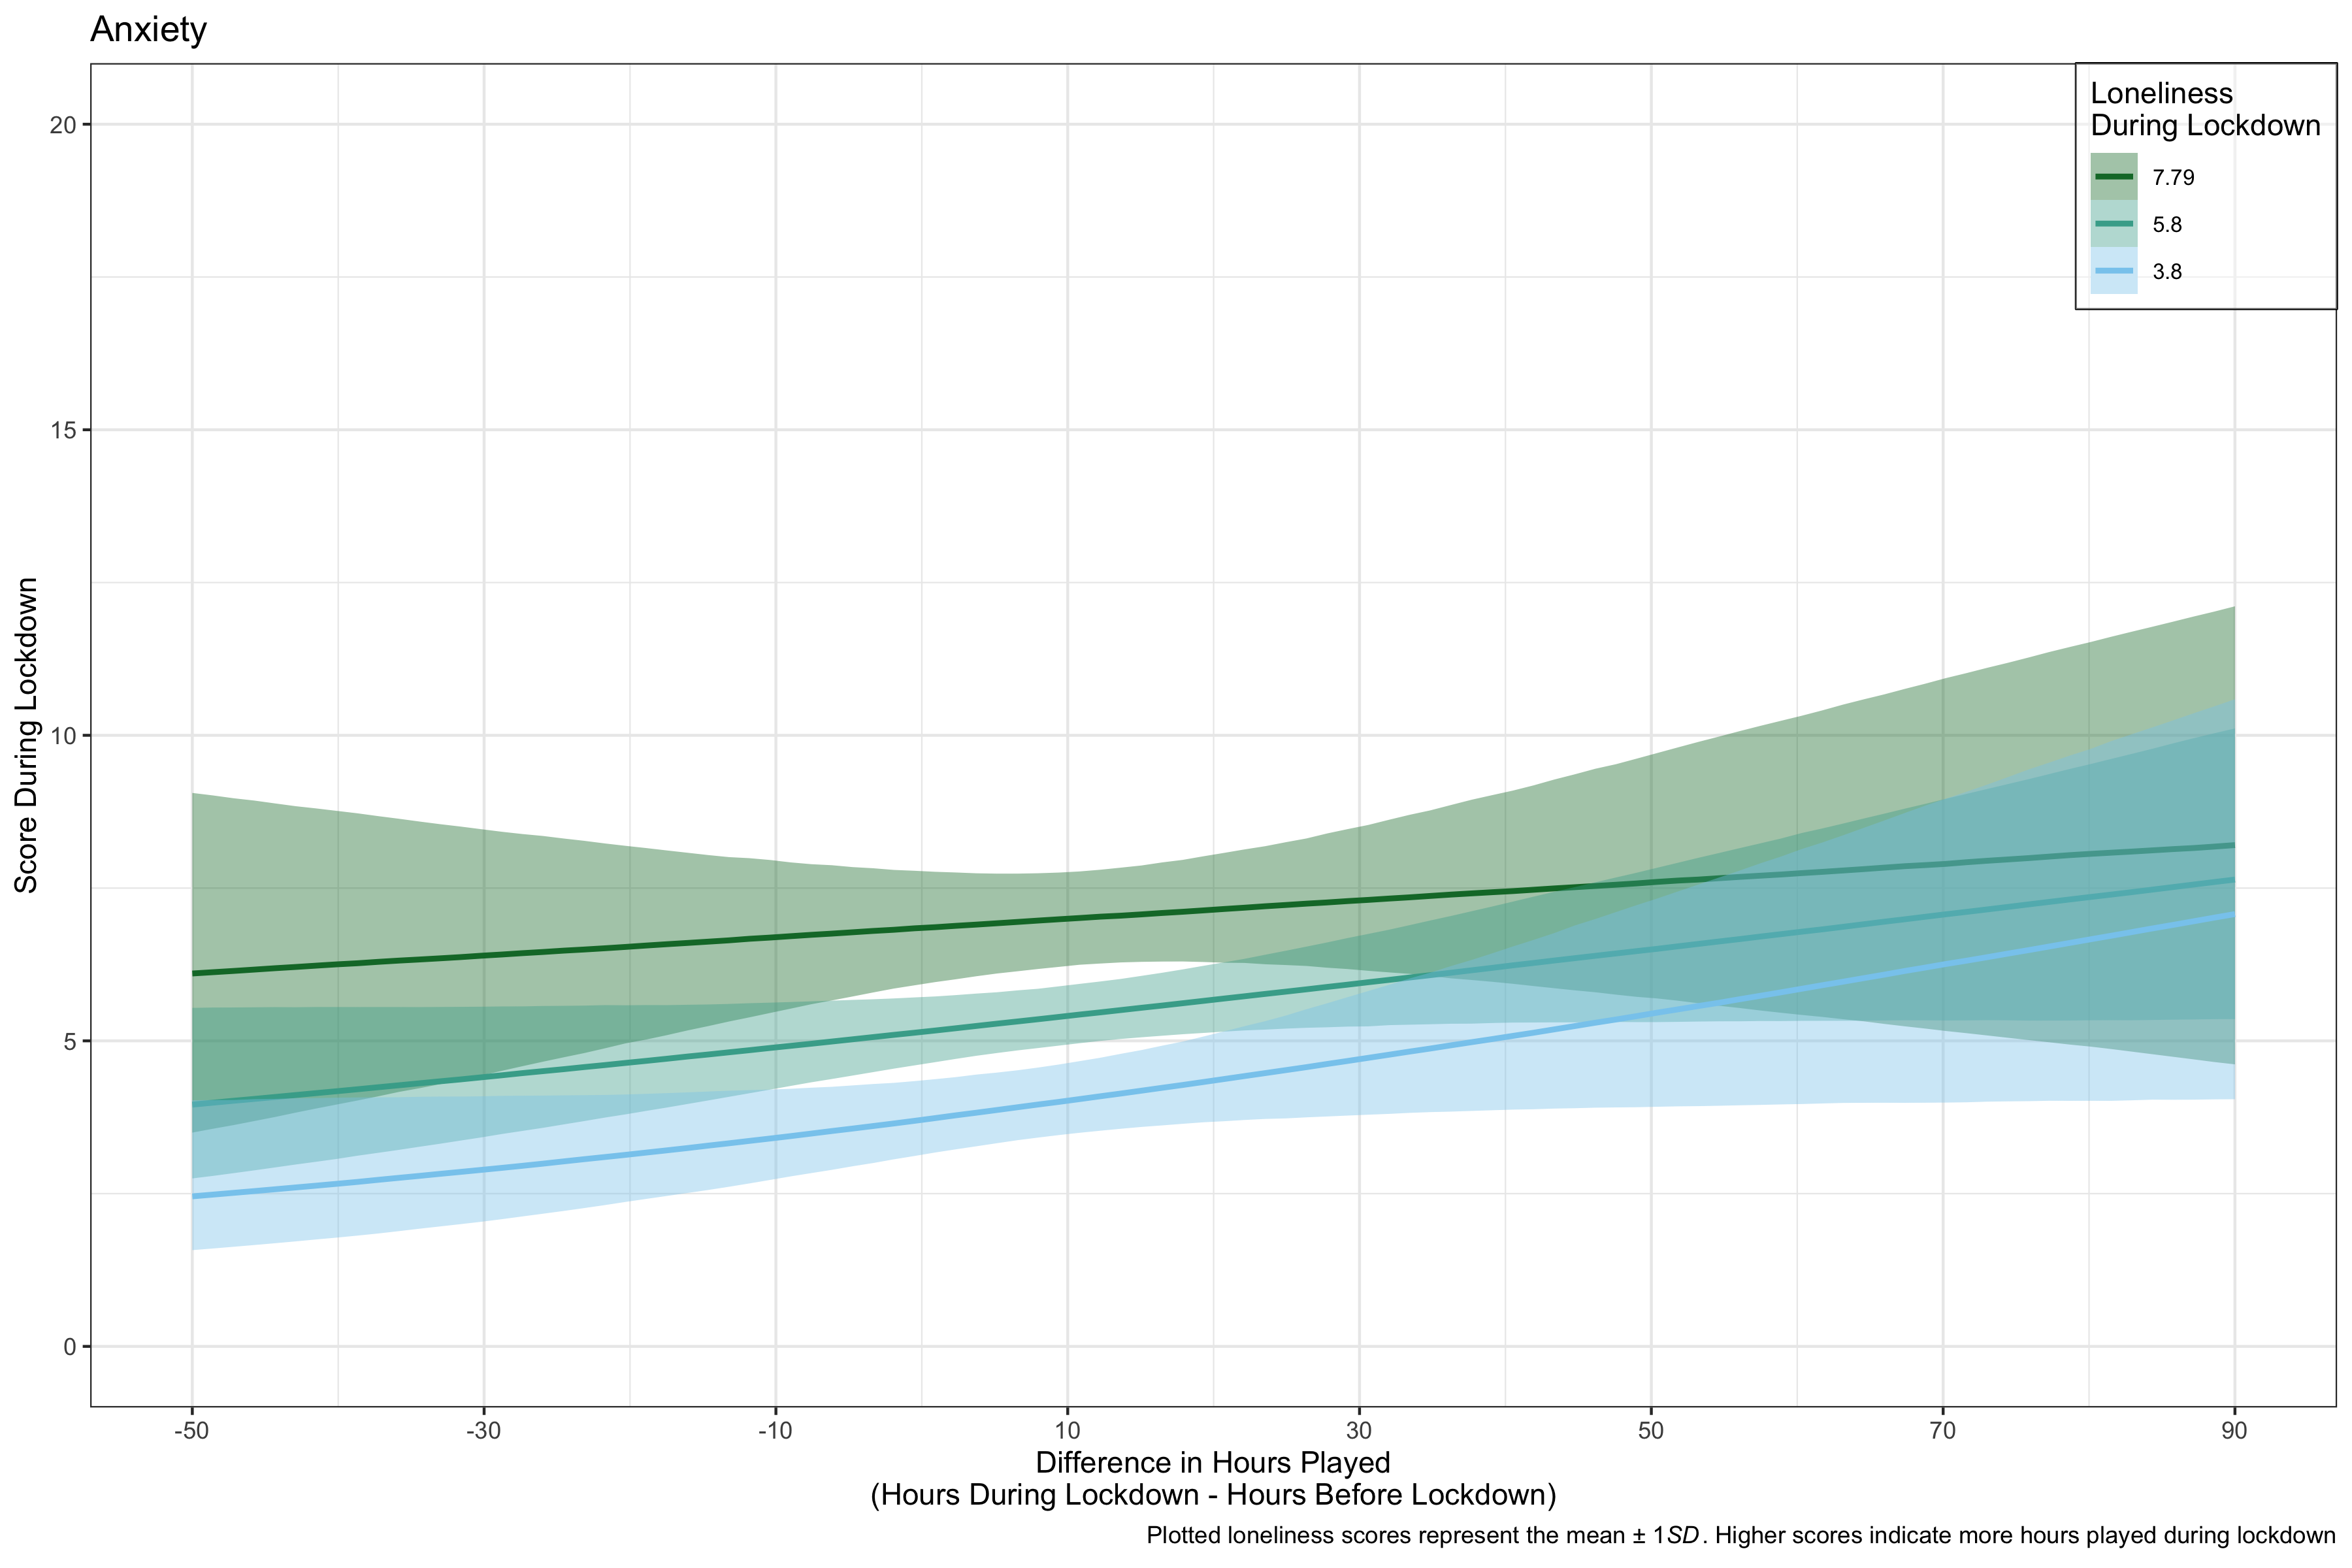 Anxiety
Loneliness
During Lockdown
7.79
5.8
3.8
20
15
10
5
0
Score During Lockdown
-50 -30 -10 10 30 50 70 90
Difference in Hours Played
(Hours During Lockdown - Hours Before Lockdown)
Plotted loneliness scores represent the mean ± 1SD. Higher scores indicate more hours played during lockdown